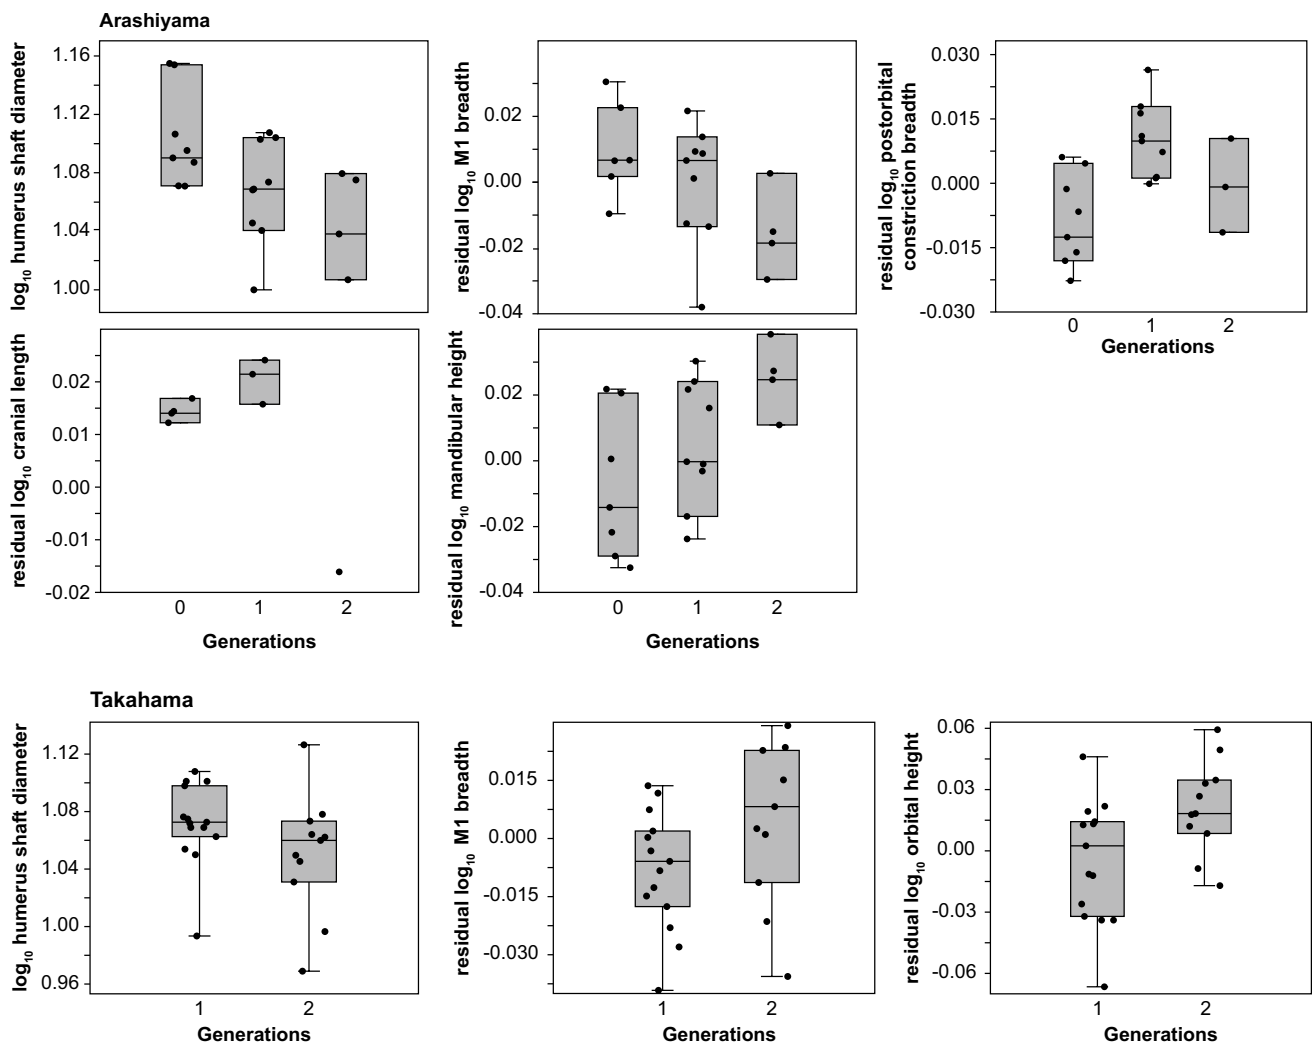 Arashiyama
log10 humerus shaft diameter
1.16
1.12
1.08
1.04
1.00
residual log10 M1 breadth
0.02
0.00
-0.02
-0.04
residual log10 postorbital
constriction breadth
0.030
0.015
0.000
-0.015
-0.030
0 1 2
Generations
residual log10 cranial length
0.02
0.01
0.00
-0.01
-0.02
0 1 2
Generations
residual log10 mandibular height
0.02
0.00
-0.02
-0.04
0 1 2
Generations
Takahama
log10 humerus shaft diameter
1.12
1.08
1.04
1.00
0.96
1 2
Generations
residual log10 M1 breadth
0.015
0.000
-0.015
-0.030
1 2
Generations
residual log10 orbital height
0.06
0.03
0.00
-0.03
-0.06
1 2
Generations